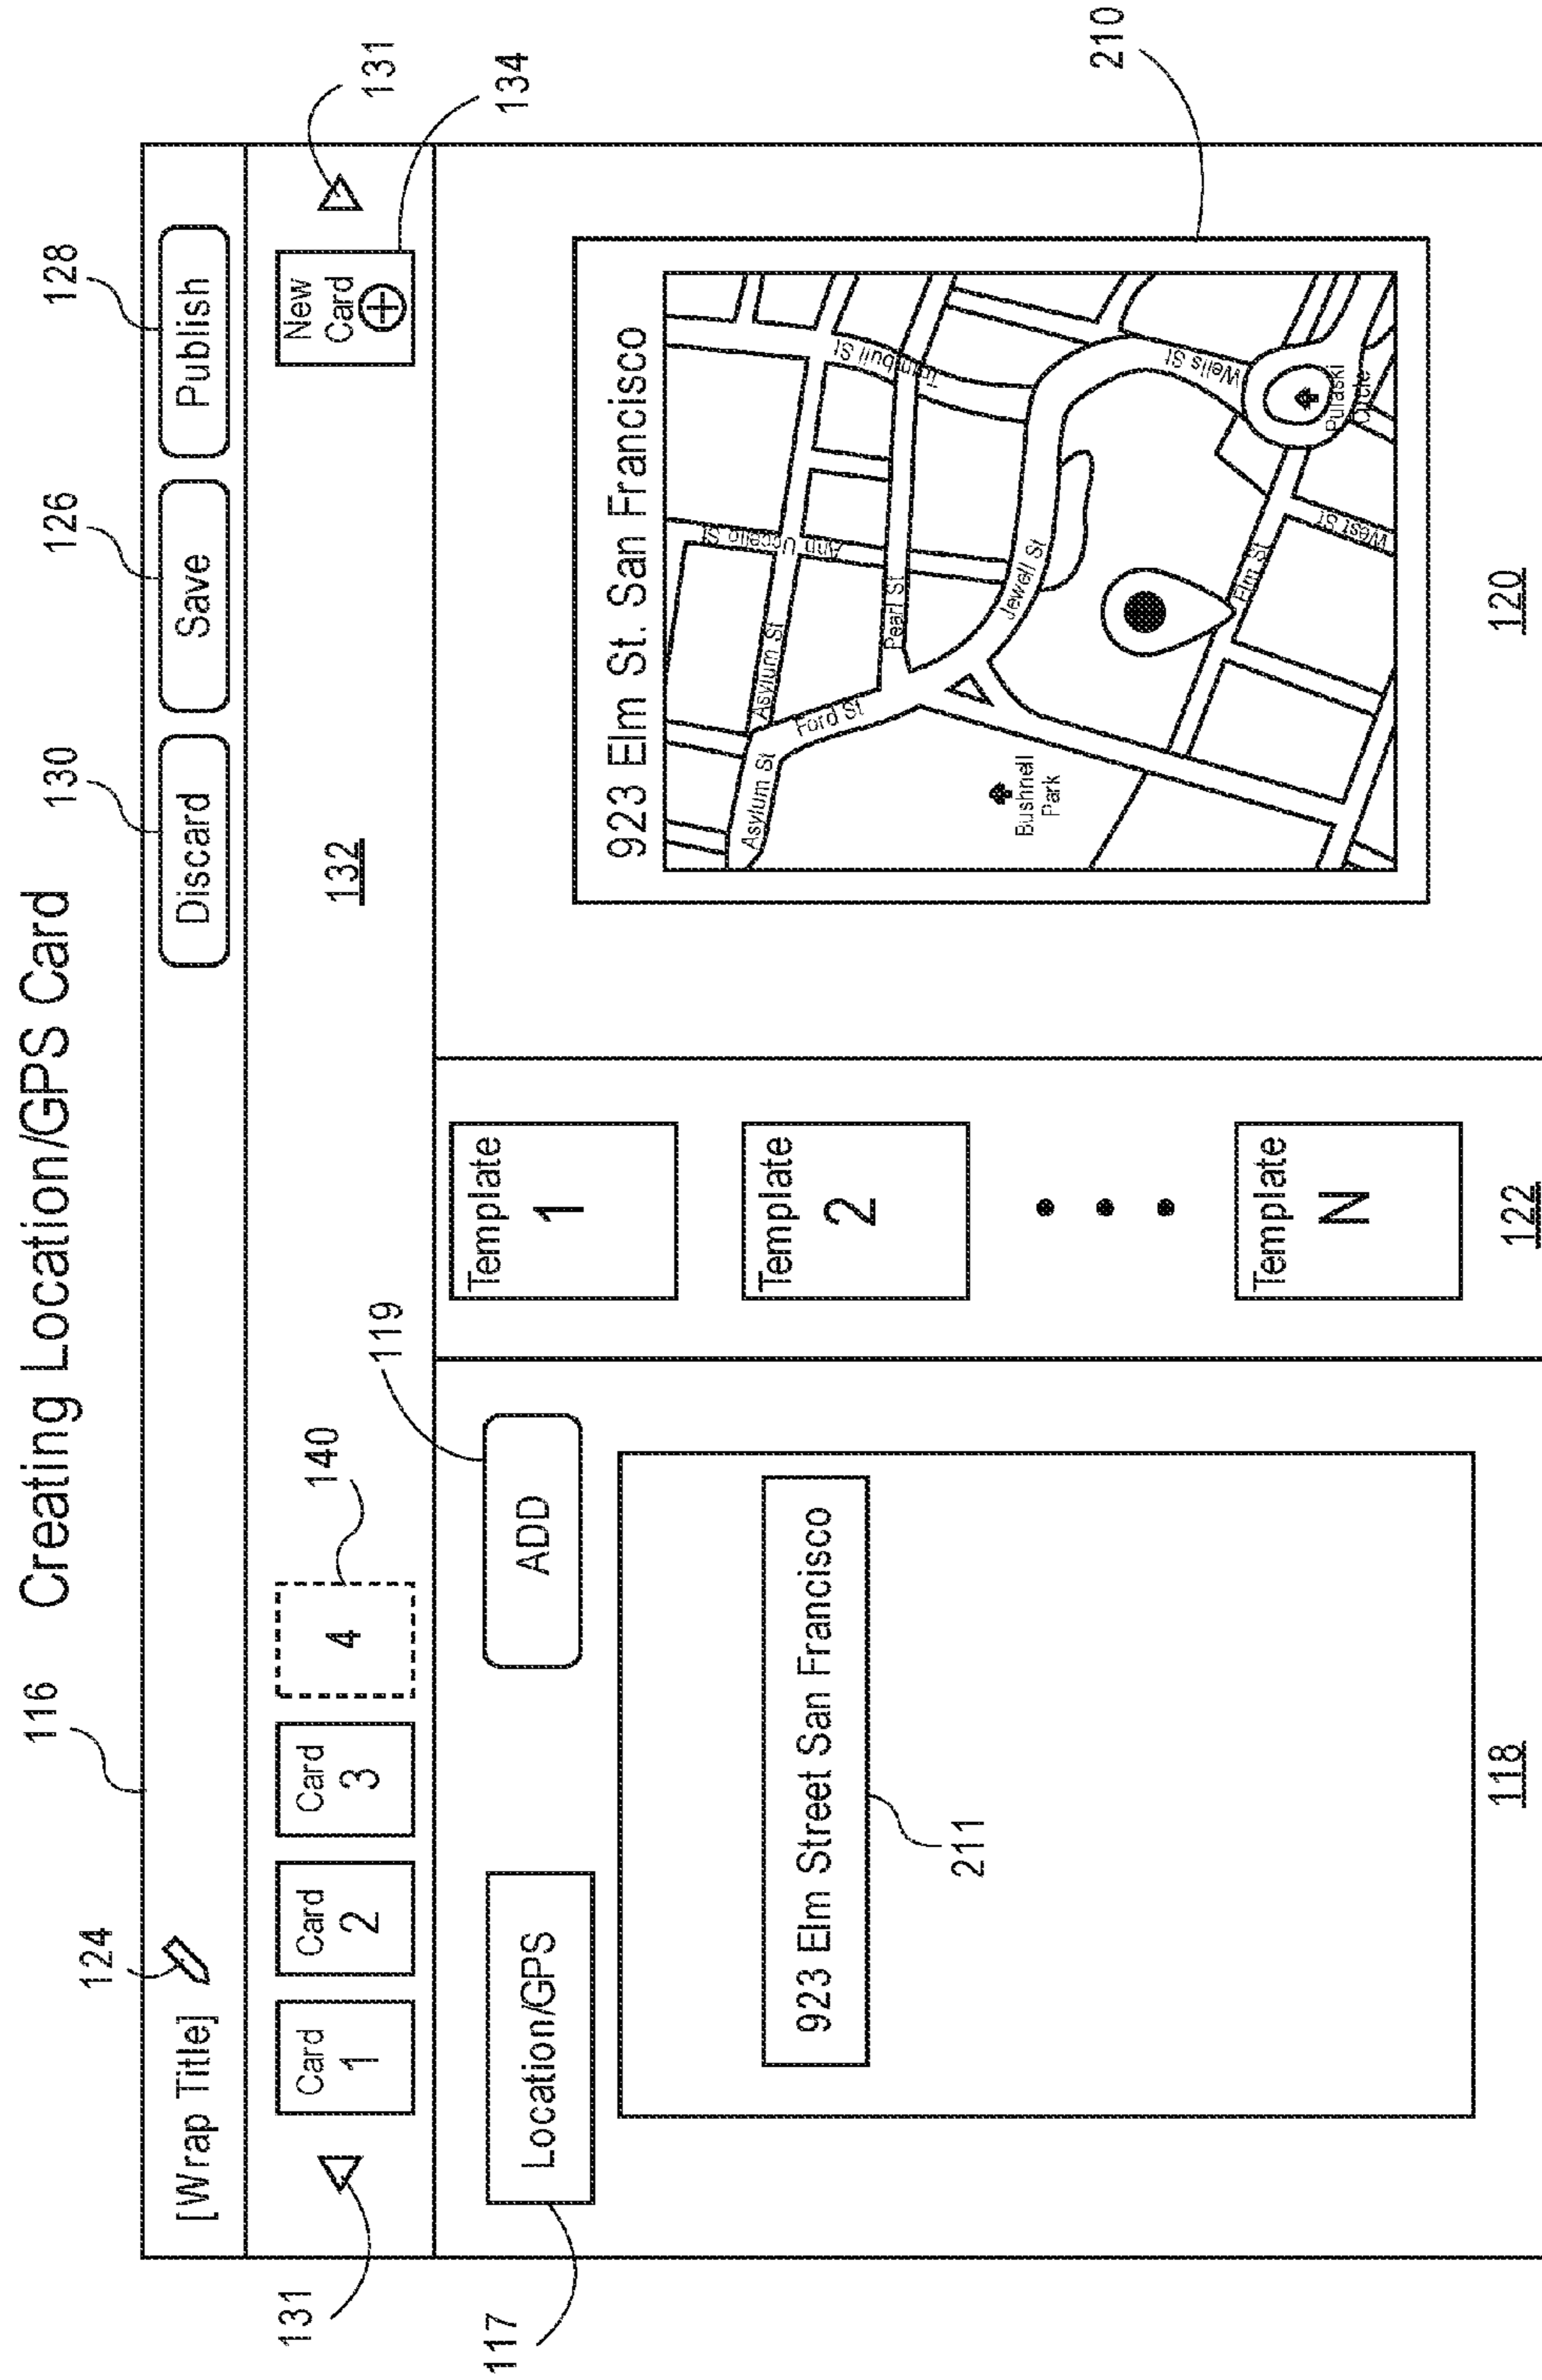 Creating Location/GPS Card
116
124
130
126
128
[Wrap Title]
Discard
Save
Publish
131
131
Card
1
Card
2
Card
3
4
140
132
New
Card
134
117
Location/GPS
ADD
119
923 Elm Street San Francisco
211
118
Template
1
Template
2
Template
N
122
923 Elm St. San Francisco
Asylum St
Asylum St
Ford St
Ann Uccello St
Trumbull St
Pearl St
Jewell St
Wells St
Bushnell
Park
Elm St
West St
Pulaski
Circle
210
120